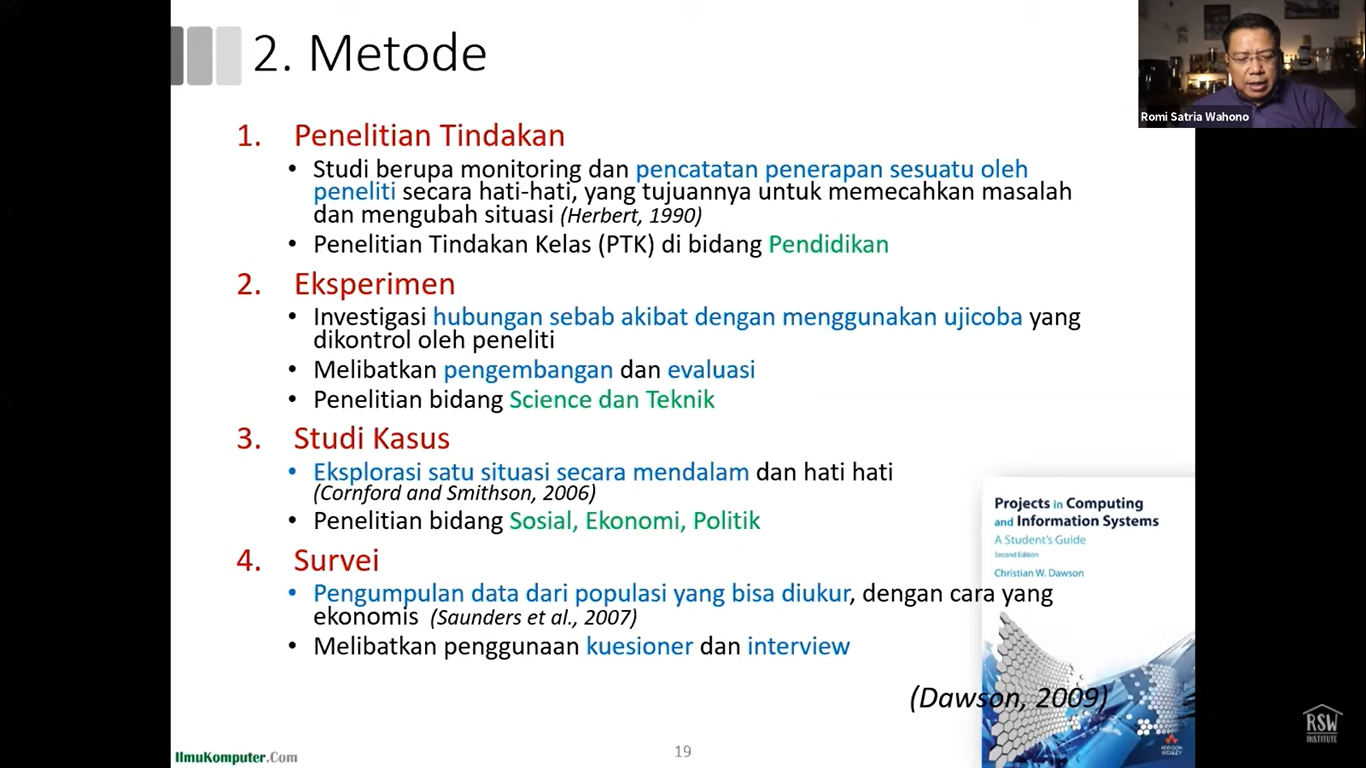 2. Metode
Romi Satria Wahono
1. Penelitian Tindakan
• Studi berupa monitoring dan pencatatan penerapan sesuatu oleh
peneliti secara hati-hati, yang tujuannya untuk memecahkan masalah
dan mengubah situasi (Herbert, 1990)
• Penelitian Tindakan Kelas (PTK) di bidang Pendidikan
2. Eksperimen
• Investigasi hubungan sebab akibat dengan menggunakan ujicoba yang
dikontrol oleh peneliti
• Melibatkan pengembangan dan evaluasi
• Penelitian bidang Science dan Teknik
3. Studi Kasus
• Eksplorasi satu situasi secara mendalam dan hati hati
(Cornford and Smithson, 2006)
• Penelitian bidang Sosial, Ekonomi, Politik
4. Survei
• Pengumpulan data dari populasi yang bisa diukur, dengan cara yang
ekonomis (Saunders et al., 2007)
• Melibatkan penggunaan kuesioner dan interview
Projects in Computing
and Information Systems
A Student's Guide
Second Edition
Christian W. Dawson
(Dawson, 2009)
ADDISON
WESLEY
IlmuKomputer.Com
19
RSW
INSTITUTE